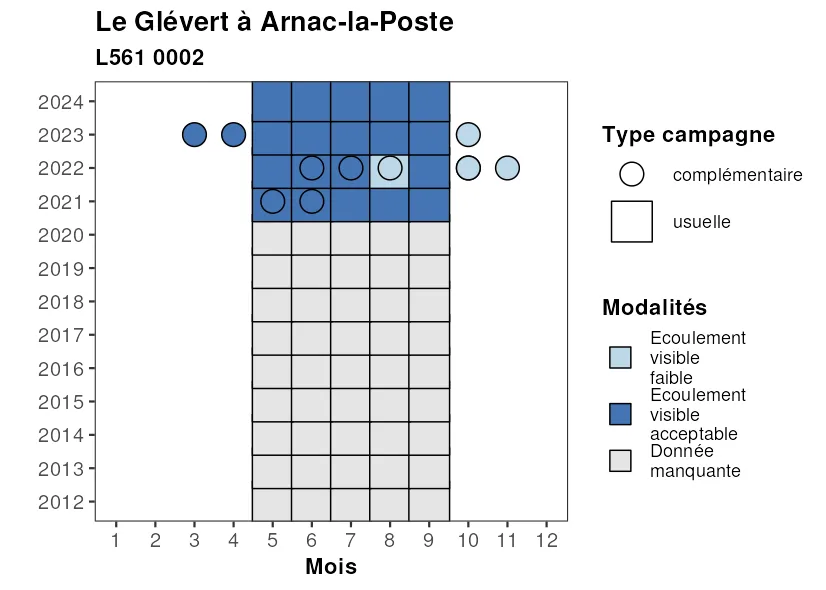 Le Glévert à Arnac-la-Poste
L561 0002
2024
2023
2022
2021
2020
2019
2018
2017
2016
2015
2014
2013
2012
1 2 3 4 5 6 7 8 9 10 11 12
Mois
Type campagne
complémentaire
usuelle
Modalités
Ecoulement
visible
faible
Ecoulement
visible
acceptable
Donnée
manquante